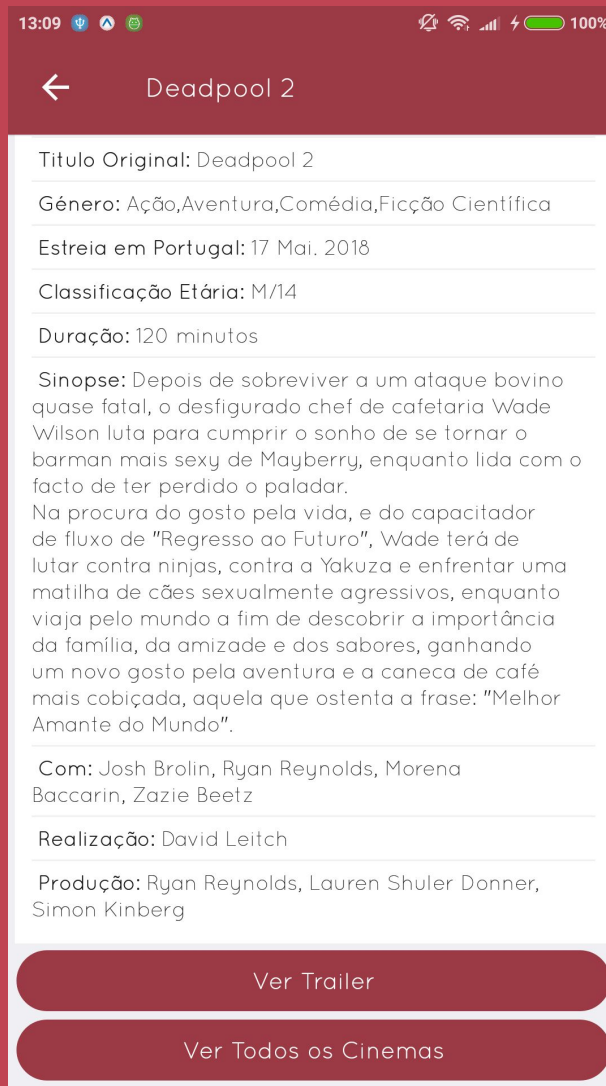 13:09 100%
Deadpool 2
Titulo Original: Deadpool 2
Género: Ação,Aventura,Comédia,Ficção Científica
Estreia em Portugal: 17 Mai. 2018
Classificação Etária: M/14
Duração: 120 minutos
Sinopse: Depois de sobreviver a um ataque bovino
quase fatal, o desfigurado chef de cafetaria Wade
Wilson luta para cumprir o sonho de se tornar o
barman mais sexy de Mayberry, enquanto lida com o
facto de ter perdido o paladar.
Na procura do gosto pela vida, e do capacitador
de fluxo de "Regresso ao Futuro", Wade terá de
lutar contra ninjas, contra a Yakuza e enfrentar uma
matilha de cães sexualmente agressivos, enquanto
viaja pelo mundo a fim de descobrir a importância
da família, da amizade e dos sabores, ganhando
um novo gosto pela aventura e a caneca de café
mais cobiçada, aquela que ostenta a frase: "Melhor
Amante do Mundo".
Com: Josh Brolin, Ryan Reynolds, Morena
Baccarin, Zazie Beetz
Realização: David Leitch
Produção: Ryan Reynolds, Lauren Shuler Donner,
Simon Kinberg
Ver Trailer
Ver Todos os Cinemas